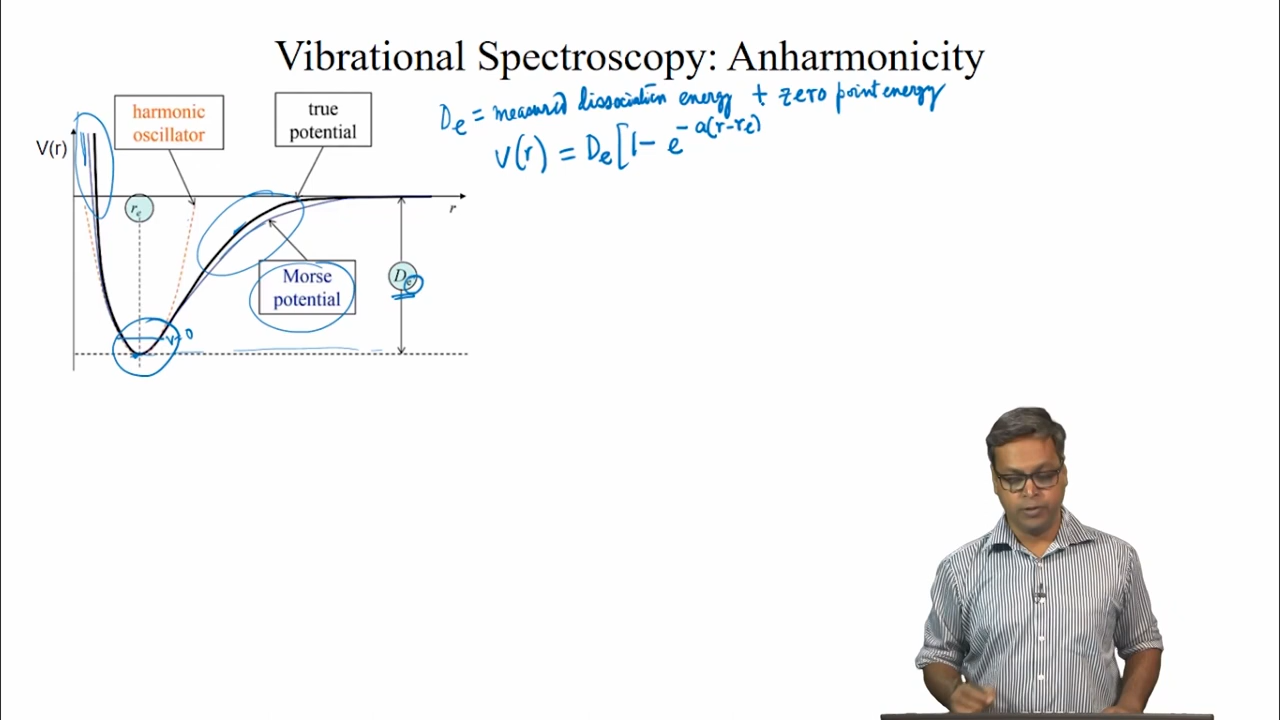 Vibrational Spectroscopy: Anharmonicity
De = measured dissociation energy + zero point energy
V(r) = De[1- e^-a(r-re)
harmonic
oscillator
true
potential
V(r)
re
r
Morse
potential
De
v=0